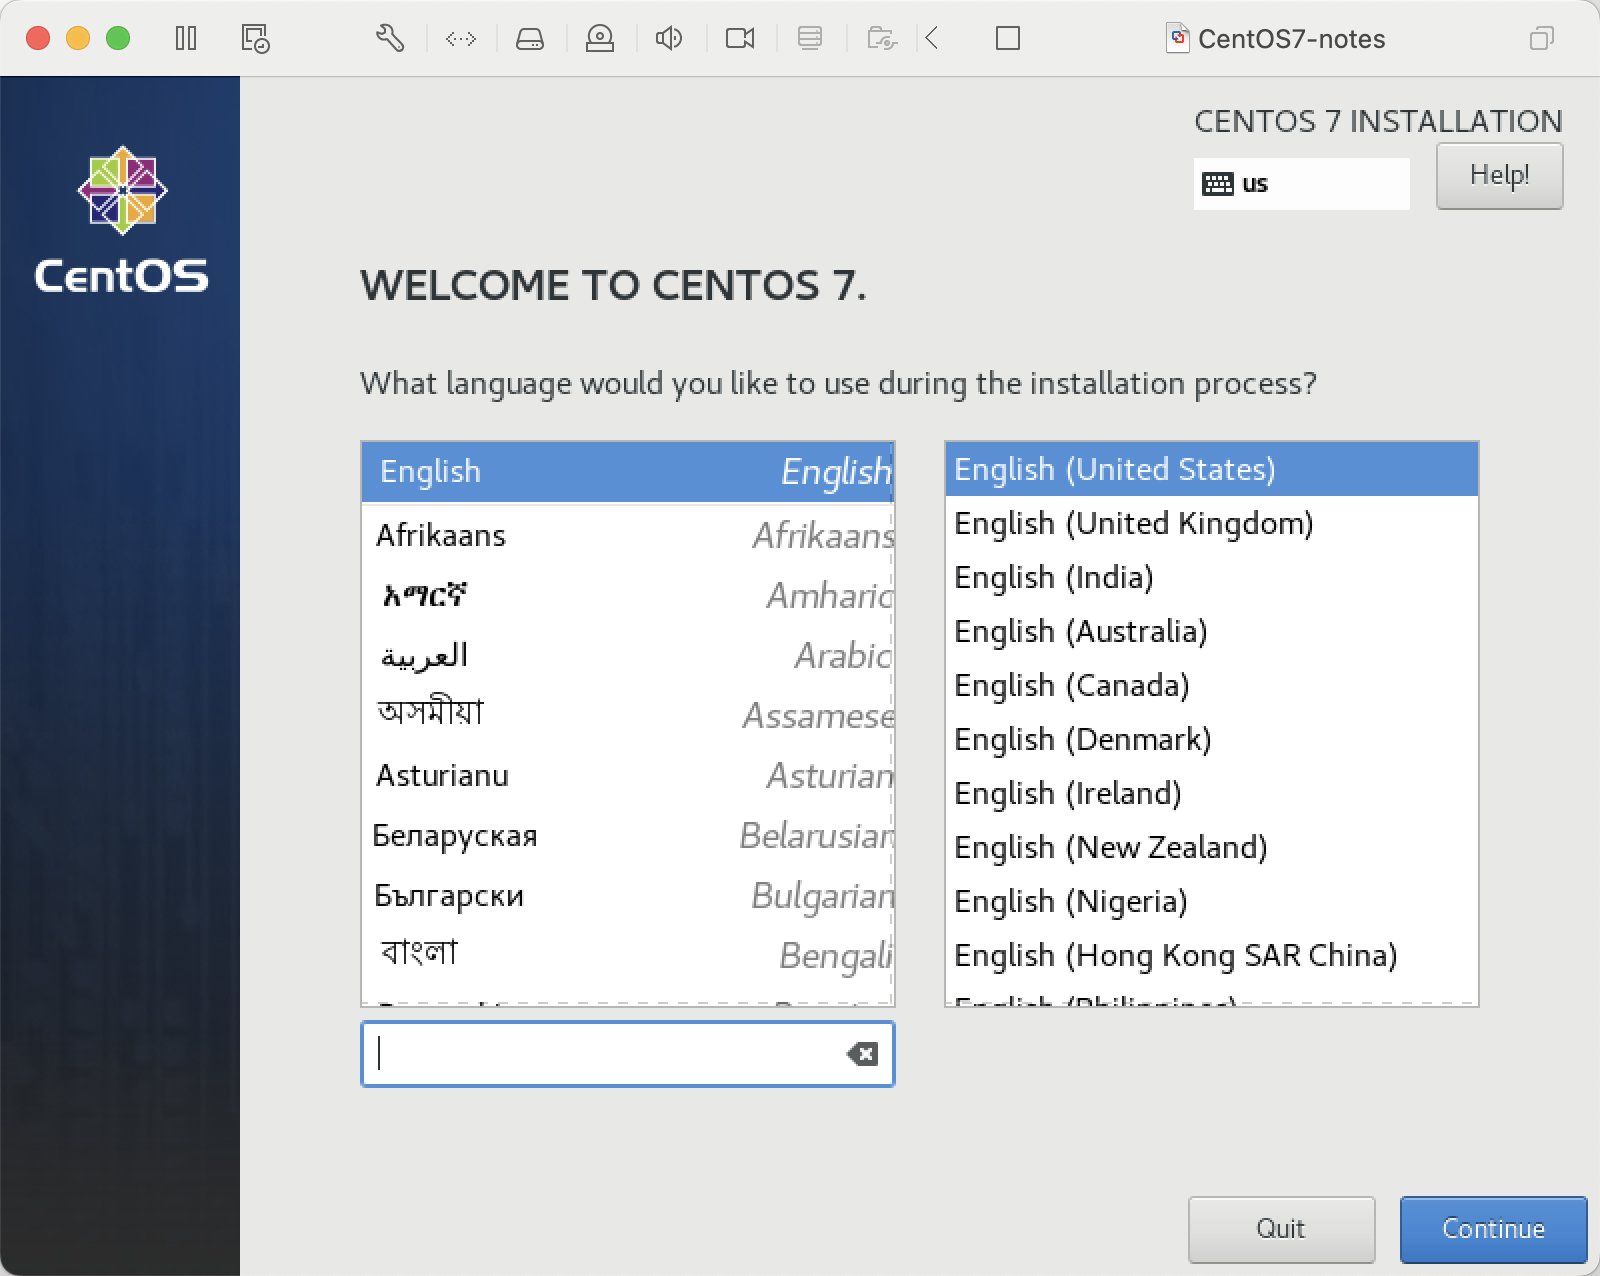 CentOS7-notes
CentOS
CENTOS 7 INSTALLATION
us
Help!
WELCOME TO CENTOS 7.
What language would you like to use during the installation process?
English English
Afrikaans Afrikaans
አማርኛ Amharic
العربية Arabic
অসমীয়া Assamese
Asturianu Asturian
Беларуская Belarusian
Български Bulgarian
বাংলা Bengali
English (United States)
English (United Kingdom)
English (India)
English (Australia)
English (Canada)
English (Denmark)
English (Ireland)
English (New Zealand)
English (Nigeria)
English (Hong Kong SAR China)
English (Philippines)
Quit
Continue